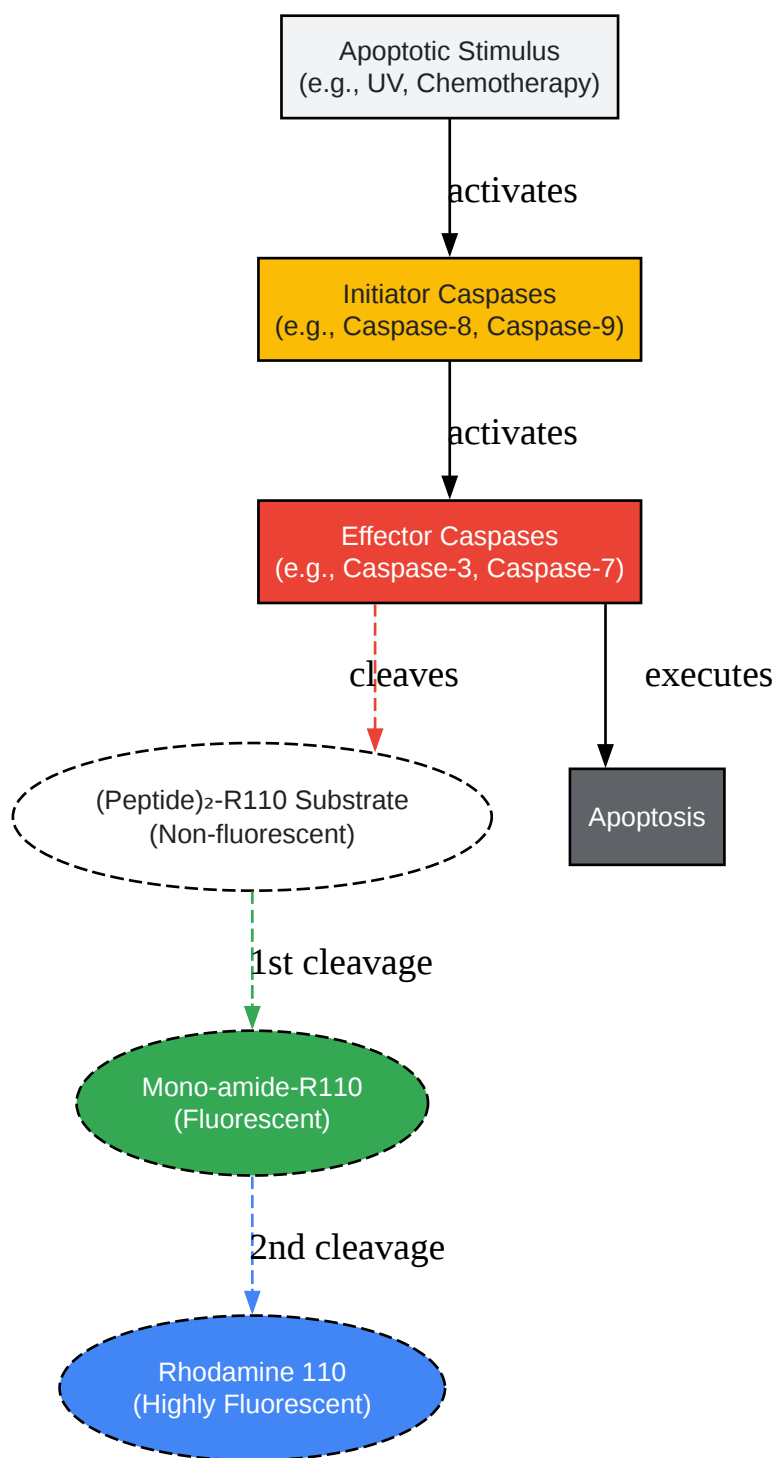 Apoptotic Stimulus
(e.g., UV, Chemotherapy)
activates
Initiator Caspases
(e.g., Caspase-8, Caspase-9)
activates
Effector Caspases
(e.g., Caspase-3, Caspase-7)
cleaves
executes
(Peptide)₂-R110 Substrate
(Non-fluorescent)
Apoptosis
1st cleavage
Mono-amide-R110
(Fluorescent)
2nd cleavage
Rhodamine 110
(Highly Fluorescent)